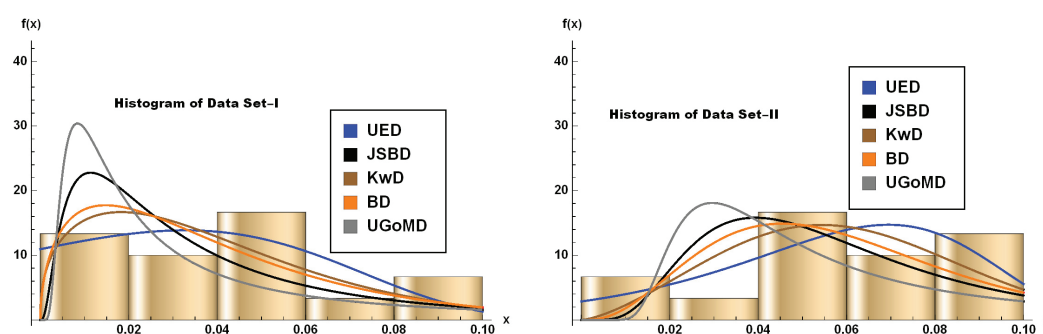 f(x)
40
30
20
10
Histogram of Data Set–I
UED
JSBD
KwD
BD
UGoMD
0.02
0.04
0.06
0.08
0.10
x
f(x)
40
30
20
10
Histogram of Data Set–II
UED
JSBD
KwD
BD
UGoMD
0.02
0.04
0.06
0.08
0.10
x